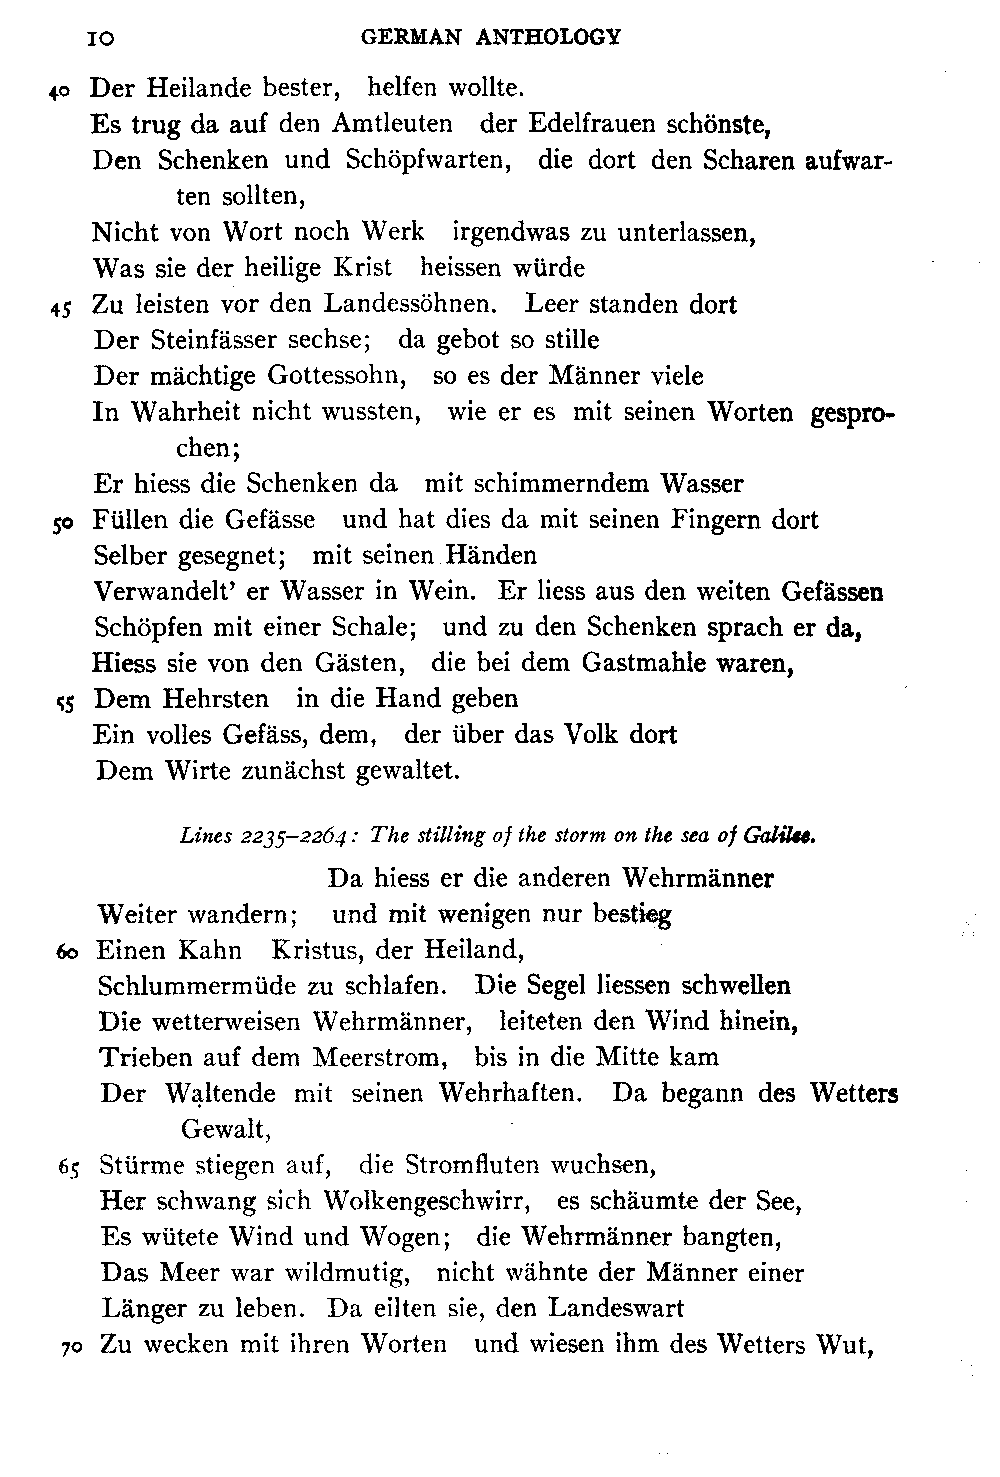 10 GERMAN ANTHOLOGY
40 Der Heilande bester, helfen wollte.
Es trug da auf den Amtleuten der Edelfrauen schönste,
Den Schenken und Schöpfwarten, die dort den Scharen aufwar-
ten sollten,
Nicht von Wort noch Werk irgendwas zu unterlassen,
Was sie der heilige Krist heissen würde
45 Zu leisten vor den Landessöhnen. Leer standen dort
Der Steinfässer sechse; da gebot so stille
Der mächtige Gottessohn, so es der Männer viele
In Wahrheit nicht wussten, wie er es mit seinen Worten gespro-
chen;
Er hiess die Schenken da mit schimmerndem Wasser
50 Füllen die Gefässe und hat dies da mit seinen Fingern dort
Selber gesegnet; mit seinen Händen
Verwandelt’ er Wasser in Wein. Er liess aus den weiten Gefässen
Schöpfen mit einer Schale; und zu den Schenken sprach er da,
Hiess sie von den Gästen, die bei dem Gastmahle waren,
55 Dem Hehrsten in die Hand geben
Ein volles Gefäss, dem, der über das Volk dort
Dem Wirte zunächst gewaltet.
Lines 2235–2264: The stilling of the storm on the sea of Galilee.
Da hiess er die anderen Wehrmänner
Weiter wandern; und mit wenigen nur bestieg
60 Einen Kahn Kristus, der Heiland,
Schlummermüde zu schlafen. Die Segel liessen schwellen
Die wetterweisen Wehrmänner, leiteten den Wind hinein,
Trieben auf dem Meerstrom, bis in die Mitte kam
Der Waltende mit seinen Wehrhaften. Da begann des Wetters
Gewalt,
65 Stürme stiegen auf, die Stromfluten wuchsen,
Her schwang sich Wolkengeschwirr, es schäumte der See,
Es wütete Wind und Wogen; die Wehrmänner bangten,
Das Meer war wildmutig, nicht wähnte der Männer einer
Länger zu leben. Da eilten sie, den Landeswart
70 Zu wecken mit ihren Worten und wiesen ihm des Wetters Wut,